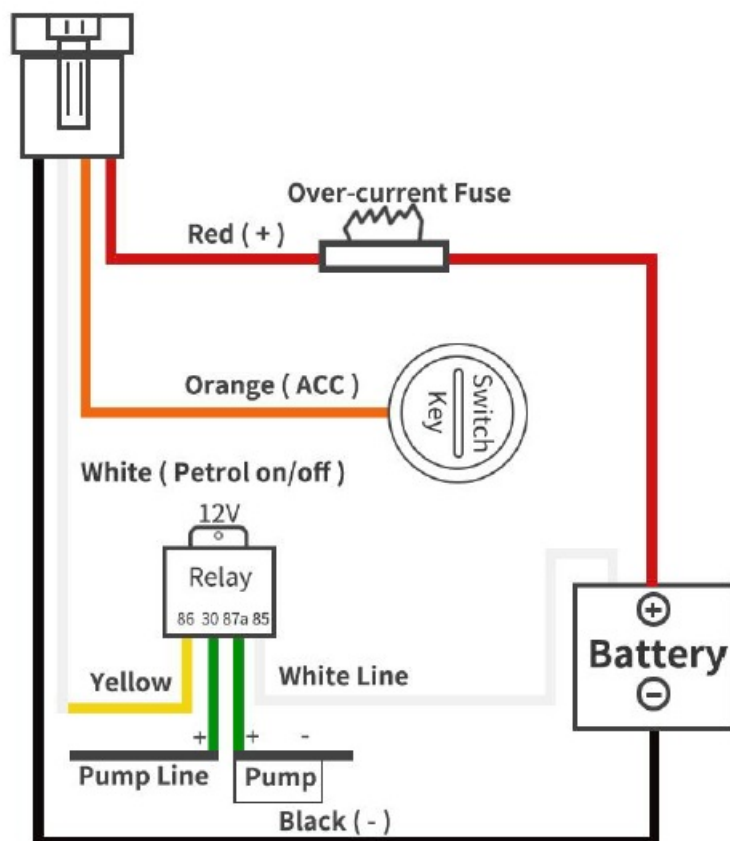 Over-current Fuse
Red ( + )
Orange ( ACC )
Switch
Key
White ( Petrol on/off )
12V
Relay
86 30 87a 85
+
Battery
−
Yellow
White Line
+ + -
Pump Line
Pump
Black ( - )